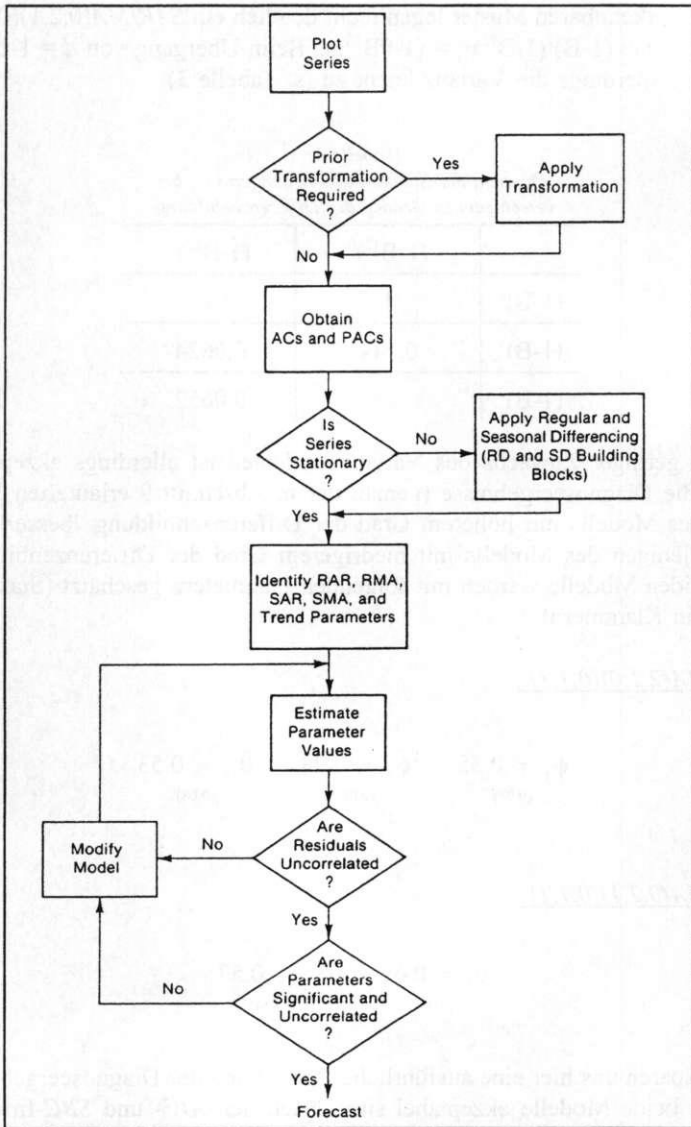 Plot
Series
Prior
Transformation
Required
?
Yes
Apply
Transformation
No
Obtain
ACs and PACs
Is
Series
Stationary
?
No
Apply Regular and
Seasonal Differencing
(RD and SD Building
Blocks)
Yes
Identify RAR, RMA,
SAR, SMA, and
Trend Parameters
Estimate
Parameter
Values
Are
Residuals
Uncorrelated
?
No
Modify
Model
Yes
Are
Parameters
Significant and
Uncorrelated
?
No
Yes
Forecast